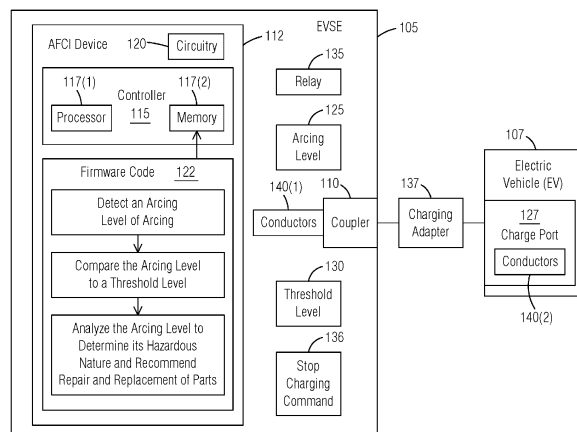 EVSE
105
AFCI Device
120
Circuitry
112
117(1)
Controller
117(2)
Processor
115
Memory
Firmware Code
122
Detect an Arcing
Level of Arcing
Compare the Arcing Level
to a Threshold Level
Analyze the Arcing Level to
Determine its Hazardous
Nature and Recommend
Repair and Replacement of Parts
135
Relay
125
Arcing
Level
140(1)
110
Conductors
Coupler
130
Threshold
Level
136
Stop
Charging
Command
137
Charging
Adapter
107
Electric
Vehicle (EV)
127
Charge Port
Conductors
140(2)